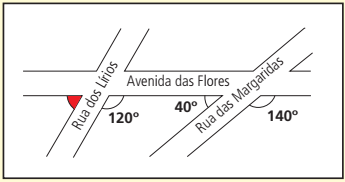 Rua dos Lírios
Avenida das Flores
Rua das Margaridas
120º
40º
140º